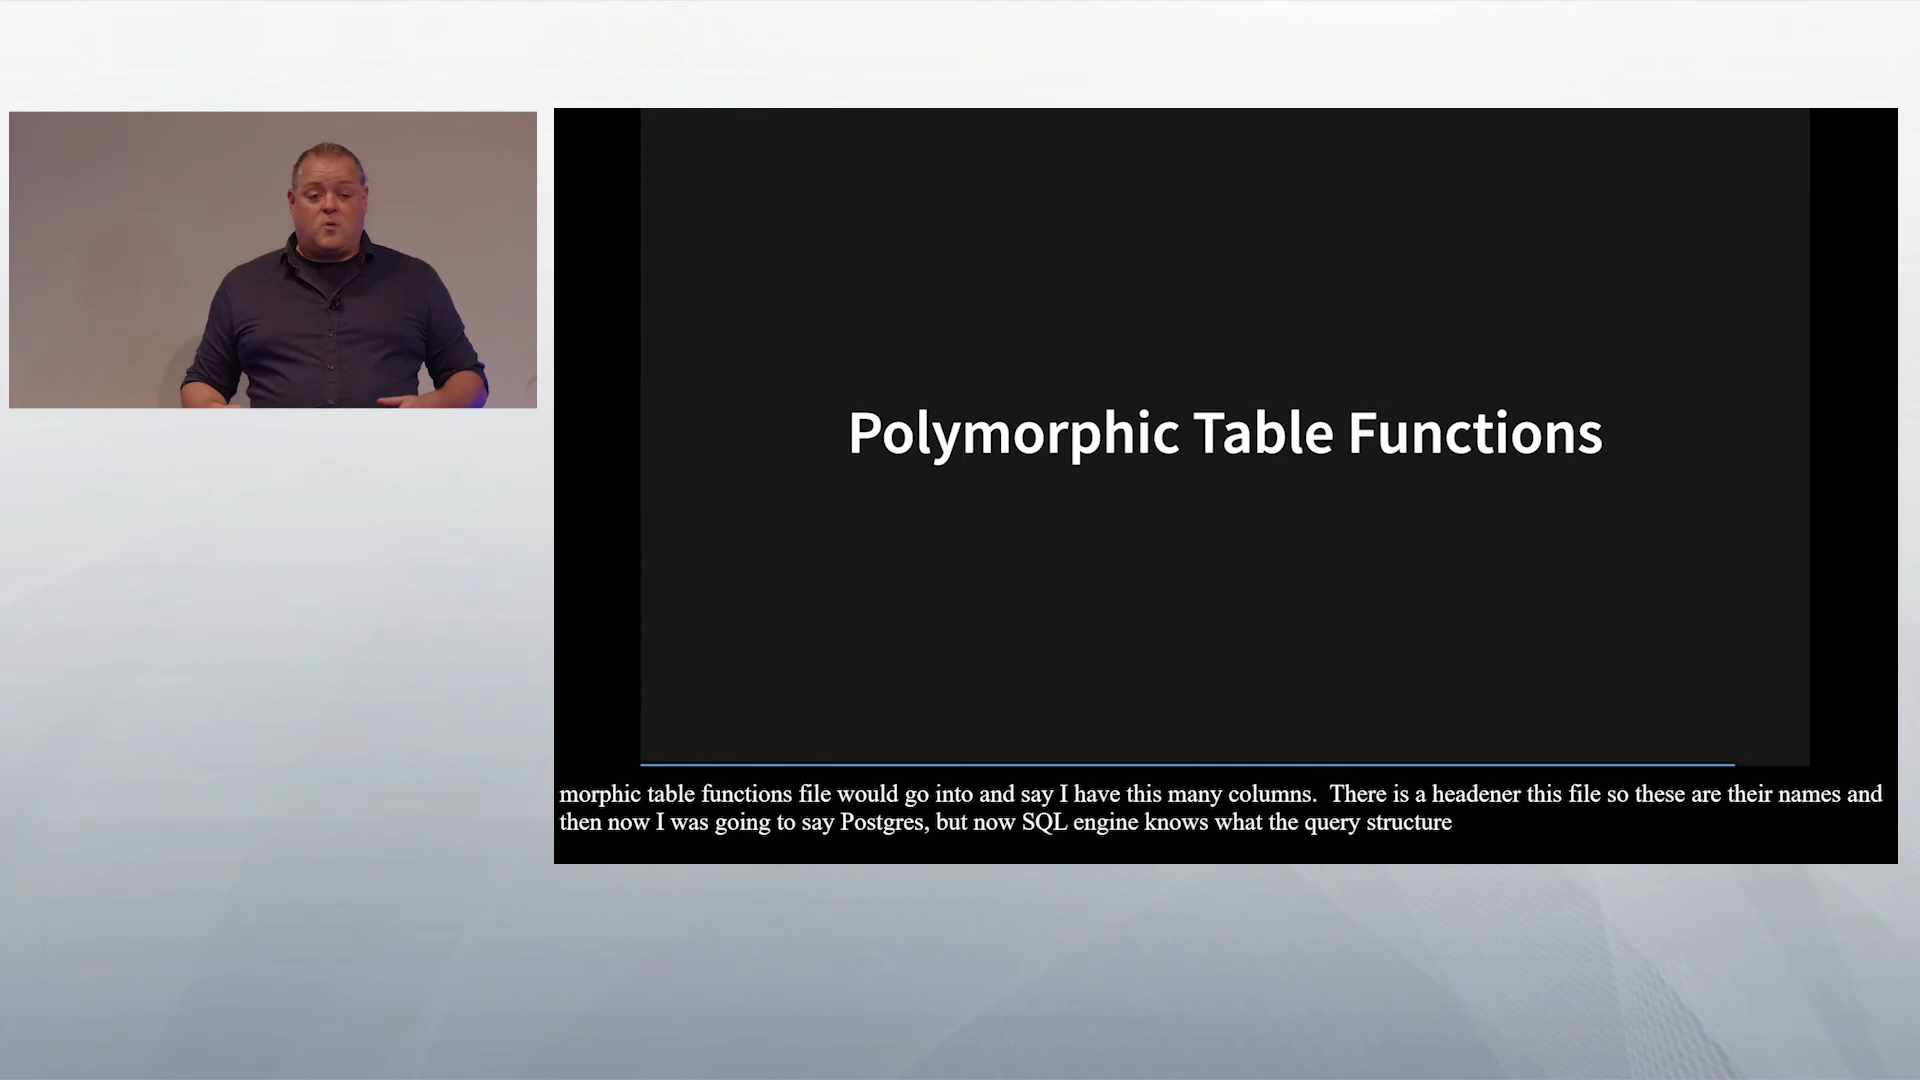 Polymorphic Table Functions
morphic table functions file would go into and say I have this many columns.  There is a headener this file so these are their names and
then now I was going to say Postgres, but now SQL engine knows what the query structure